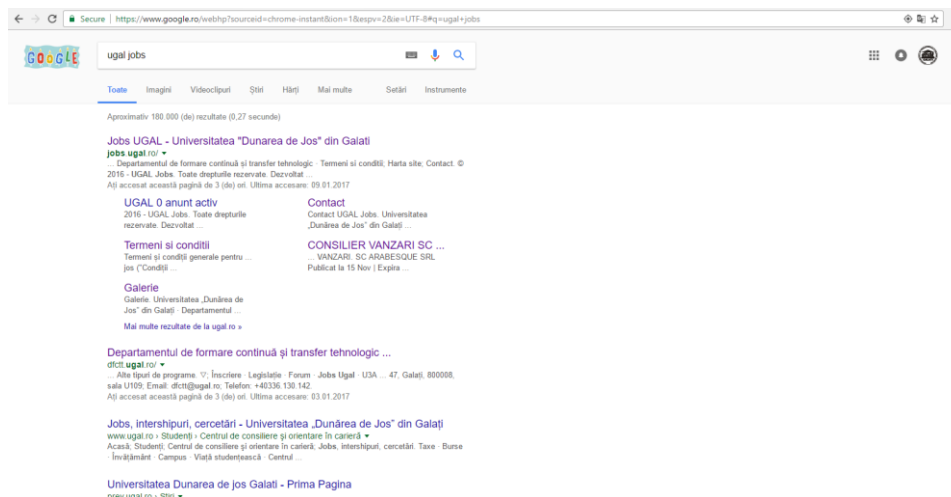 Secure | https://www.google.ro/webhp?sourceid=chrome-instant&ion=1&espv=2&ie=UTF-8#q=ugal+jobs
GOOGLE
ugal jobs
Toate Imagini Videoclipuri Știri Hărți Mai multe Setări Instrumente
Aproximativ 180.000 (de) rezultate (0,27 secunde)
Jobs UGAL - Universitatea "Dunarea de Jos" din Galati
jobs.ugal.ro/
... Departamentul de formare continuă și transfer tehnologic · Termeni si conditii; Harta site; Contact. ©
2016 - UGAL Jobs. Toate drepturile rezervate. Dezvoltat ...
Ați accesat această pagină de 3 (de) ori. Ultima accesare: 09.01.2017
UGAL 0 anunt activ
2016 - UGAL Jobs. Toate drepturile
rezervate. Dezvoltat ...
Contact
Contact UGAL Jobs. Universitatea
„Dunărea de Jos” din Galați ...
Termeni si conditii
Termeni și condiții generale pentru ...
jos ("Condiții ...
CONSILIER VANZARI SC ...
... VANZARI. SC ARABESQUE SRL
Publicat la 15 Nov | Expira ...
Galerie
Galerie. Universitatea „Dunărea de
Jos” din Galați · Departamentul ...
Mai multe rezultate de la ugal.ro »
Departamentul de formare continuă și transfer tehnologic ...
dfctt.ugal.ro/
... Alte tipuri de programe. ▽; Înscriere · Legislație · Forum · Jobs Ugal · U3A ... 47, Galați, 800008,
sala U109; Email: dfctt@ugal.ro; Telefon: +40336.130.142.
Ați accesat această pagină de 3 (de) ori. Ultima accesare: 03.01.2017
Jobs, intershipuri, cercetări - Universitatea „Dunărea de Jos” din Galați
www.ugal.ro › Studenți › Centrul de consiliere și orientare în carieră
Acasă; Studenți; Centrul de consiliere și orientare în carieră; Jobs, intershipuri, cercetări. Taxe · Burse
· Învățământ · Campus · Viață studențească · Centrul ...
Universitatea Dunarea de jos Galati - Prima Pagina
prev.ugal.ro › Știri